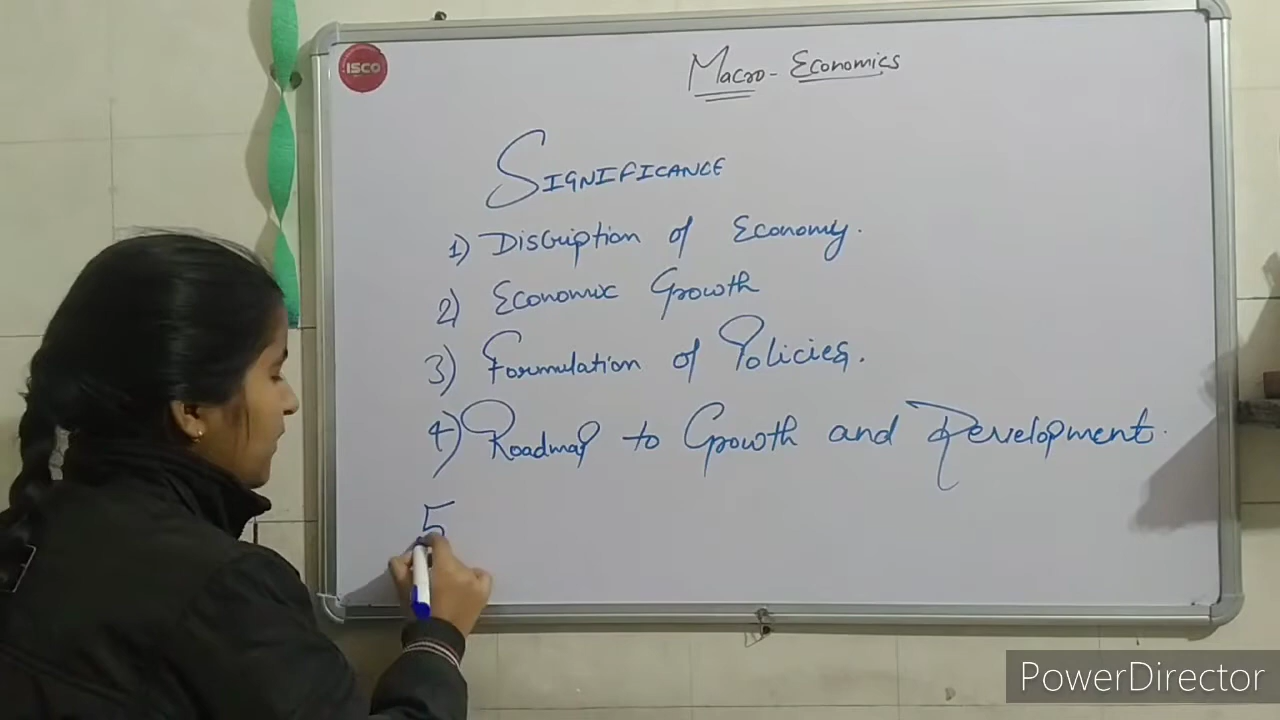 ISCO
Macro-Economics
SIGNIFICANCE
1) Discription of Economy.
2) Economic Growth
3) Formulation of Policies.
4) Roadmap to Growth and Development.
5
PowerDirector